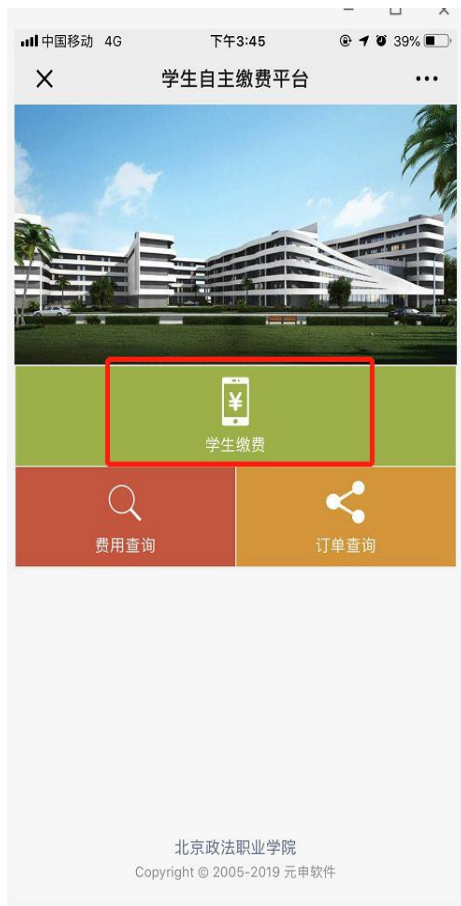 中国移动 4G 下午3:45 39%
学生自主缴费平台
学生缴费
费用查询 订单查询
北京政法职业学院
Copyright © 2005-2019 元申软件